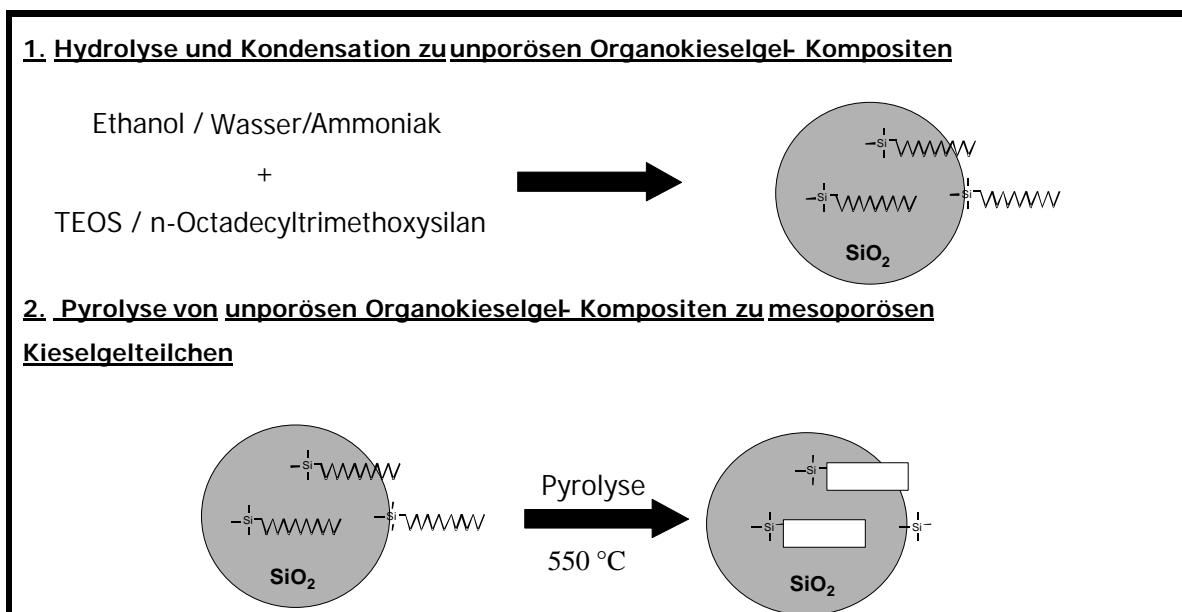 1. Hydrolyse und Kondensation zu unporösen Organokieselgel- Kompositen
Ethanol / Wasser/Ammoniak
+
TEOS / n-Octadecyltrimethoxysilan
Si
Si
Si
SiO2
2. Pyrolyse von unporösen Organokieselgel- Kompositen zu mesoporösen
Kieselgelteilchen
Si
Si
Si
SiO2
Pyrolyse
550 °C
Si
Si
Si
SiO2